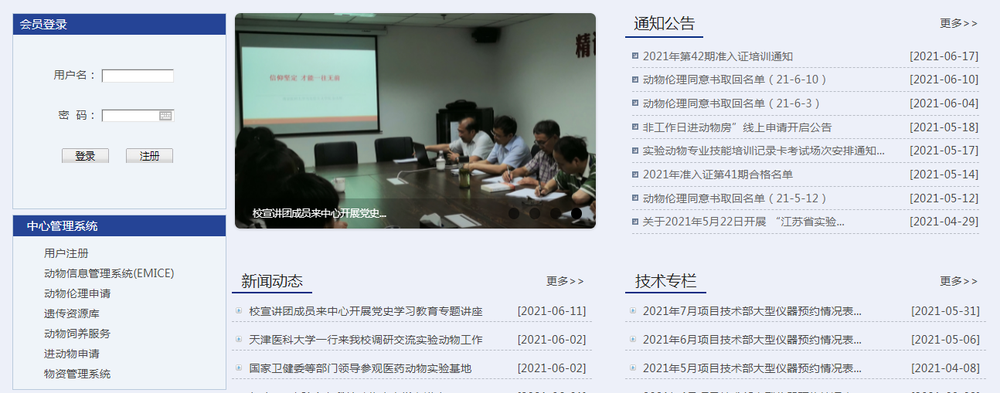 会员登录
用户名：
密 码：
登录 注册
中心管理系统
用户注册
动物信息管理系统(EMICE)
动物伦理申请
遗传资源库
动物饲养服务
进动物申请
物资管理系统
信仰坚定 才能一往无前
精
校宣讲团成员来中心开展党史...
通知公告 更多>>
2021年第42期准入证培训通知 [2021-06-17]
动物伦理同意书取回名单（21-6-10） [2021-06-10]
动物伦理同意书取回名单（21-6-3） [2021-06-04]
非工作日进动物房”线上申请开启公告 [2021-05-18]
实验动物专业技能培训记录卡考试场次安排通知... [2021-05-17]
2021年准入证第41期合格名单 [2021-05-14]
动物伦理同意书取回名单（21-5-12） [2021-05-12]
关于2021年5月22日开展 “江苏省实验... [2021-04-29]
新闻动态 更多>>
校宣讲团成员来中心开展党史学习教育专题讲座 [2021-06-11]
天津医科大学一行来我校调研交流实验动物工作 [2021-06-02]
国家卫健委等部门领导参观医药动物实验基地 [2021-06-02]
技术专栏 更多>>
2021年7月项目技术部大型仪器预约情况表... [2021-05-31]
2021年6月项目技术部大型仪器预约情况表... [2021-05-06]
2021年5月项目技术部大型仪器预约情况表... [2021-04-08]